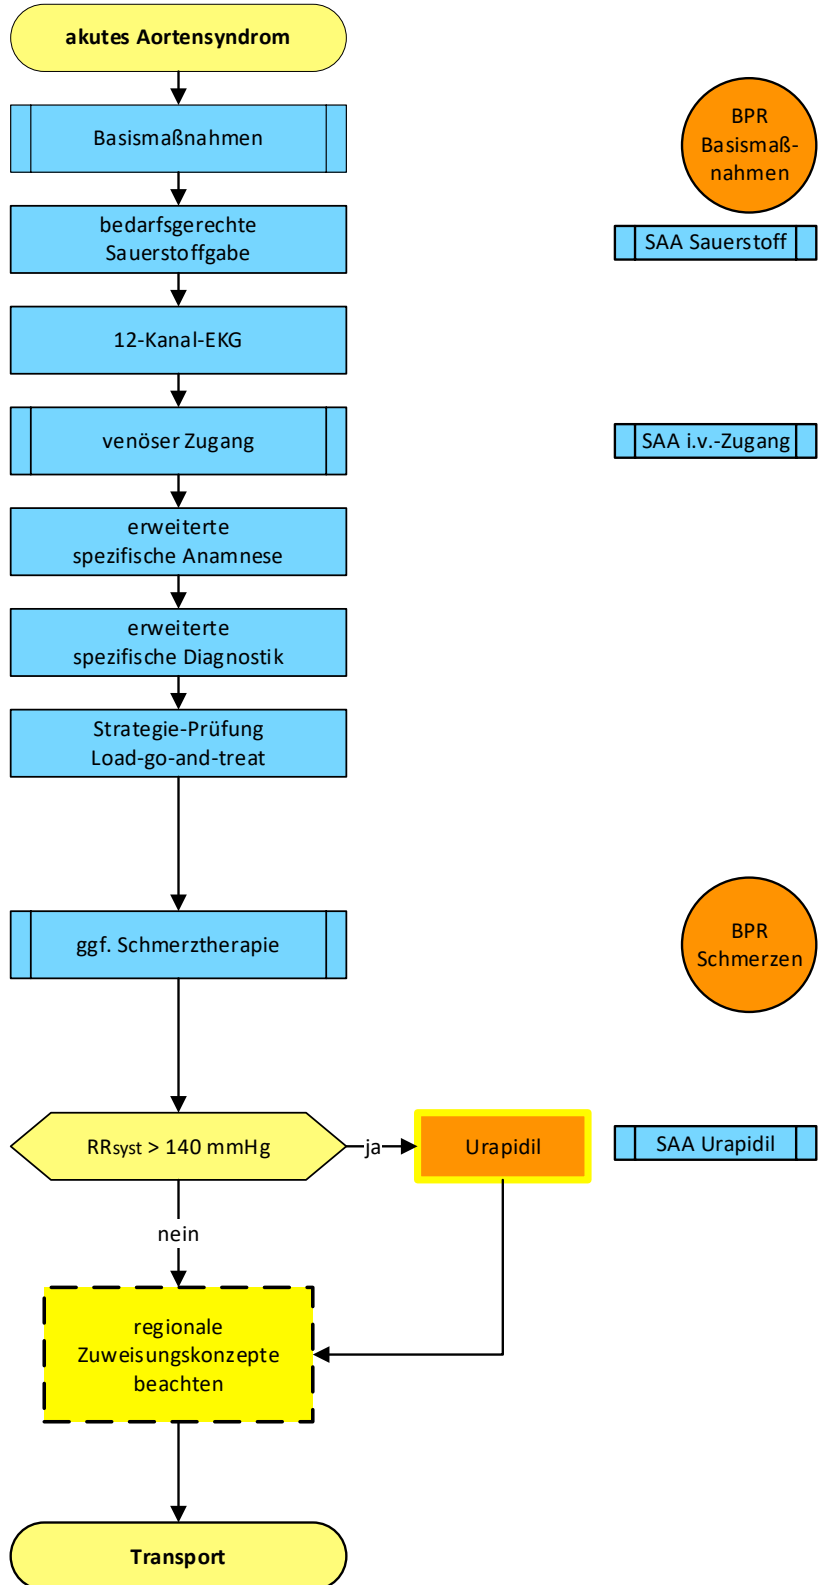 akutes Aortensyndrom
Basismaßnahmen
BPR
Basismaß-
nahmen
bedarfsgerechte
Sauerstoffgabe
SAA Sauerstoff
12-Kanal-EKG
venöser Zugang
SAA i.v.-Zugang
erweiterte
spezifische Anamnese
erweiterte
spezifische Diagnostik
Strategie-Prüfung
Load-go-and-treat
ggf. Schmerztherapie
BPR
Schmerzen
RRsyst > 140 mmHg
ja
Urapidil
SAA Urapidil
nein
regionale
Zuweisungskonzepte
beachten
Transport